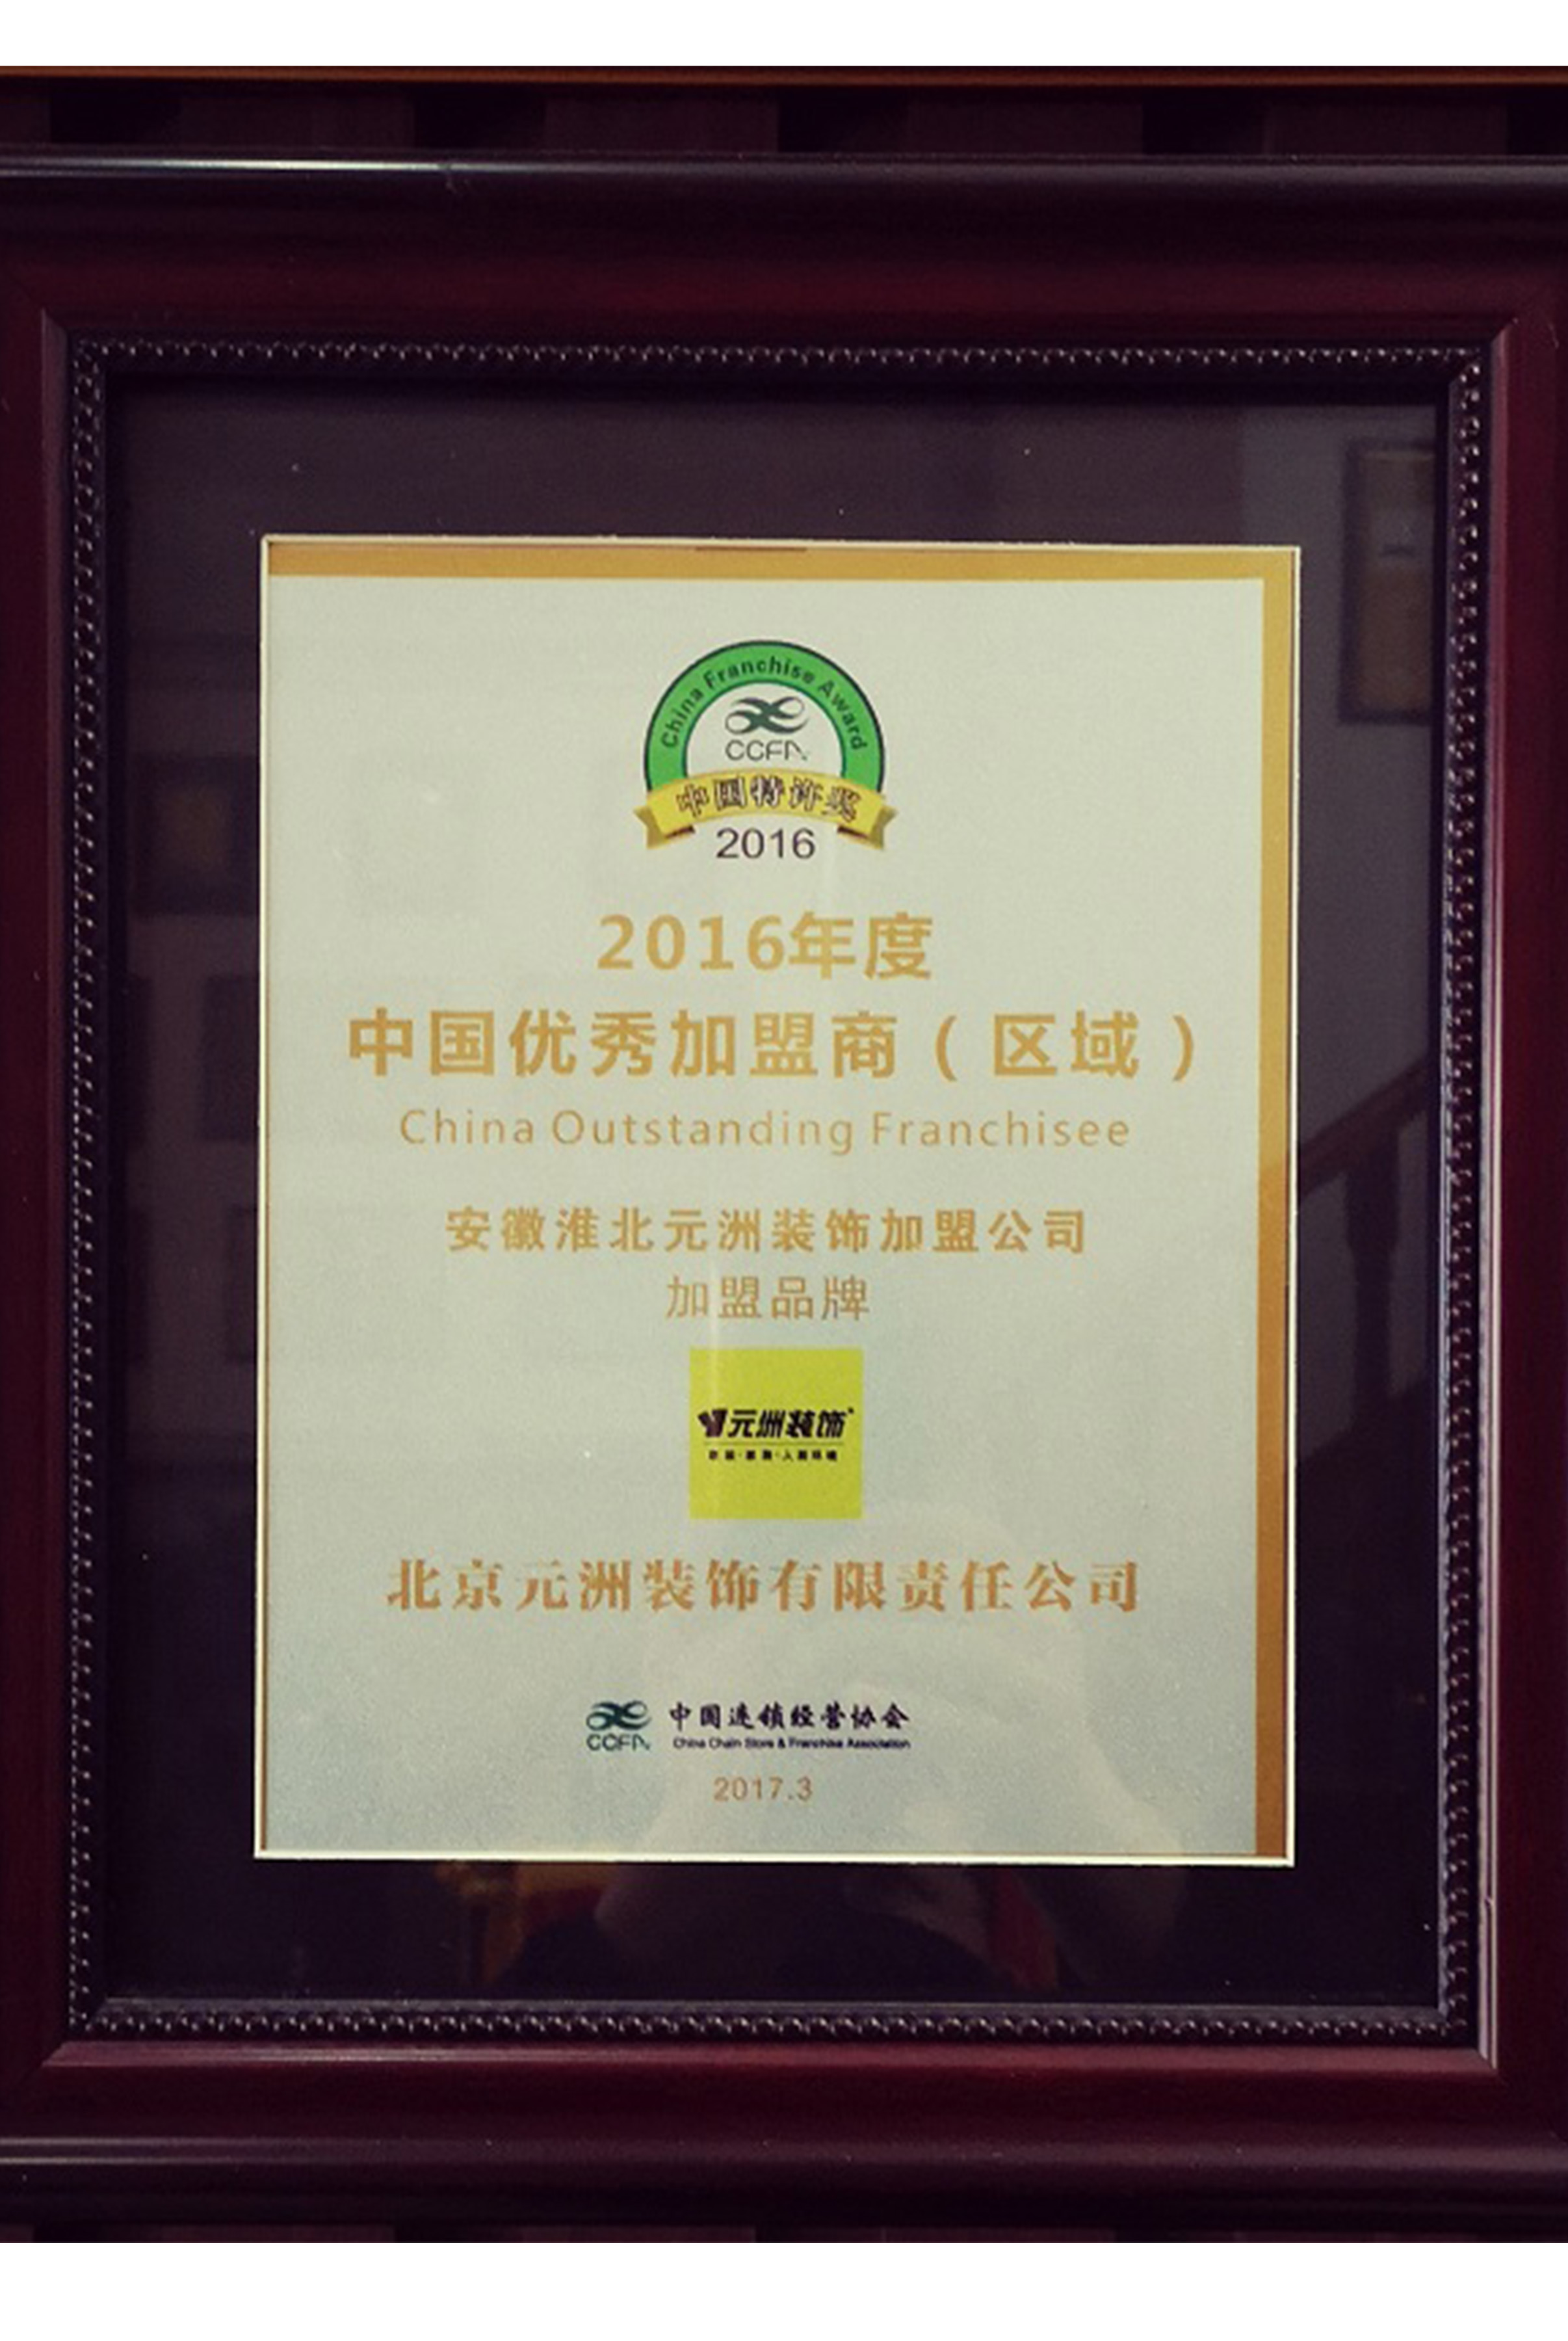 China Franchise Award
CCFA
中国特许奖
2016
2016年度
中国优秀加盟商（区域）
China Outstanding Franchisee
安徽淮北元洲装饰加盟公司
加盟品牌
元洲装饰
北京元洲装饰有限责任公司
CCFA 中国连锁经营协会
China Chain Store & Franchise Association
2017.3